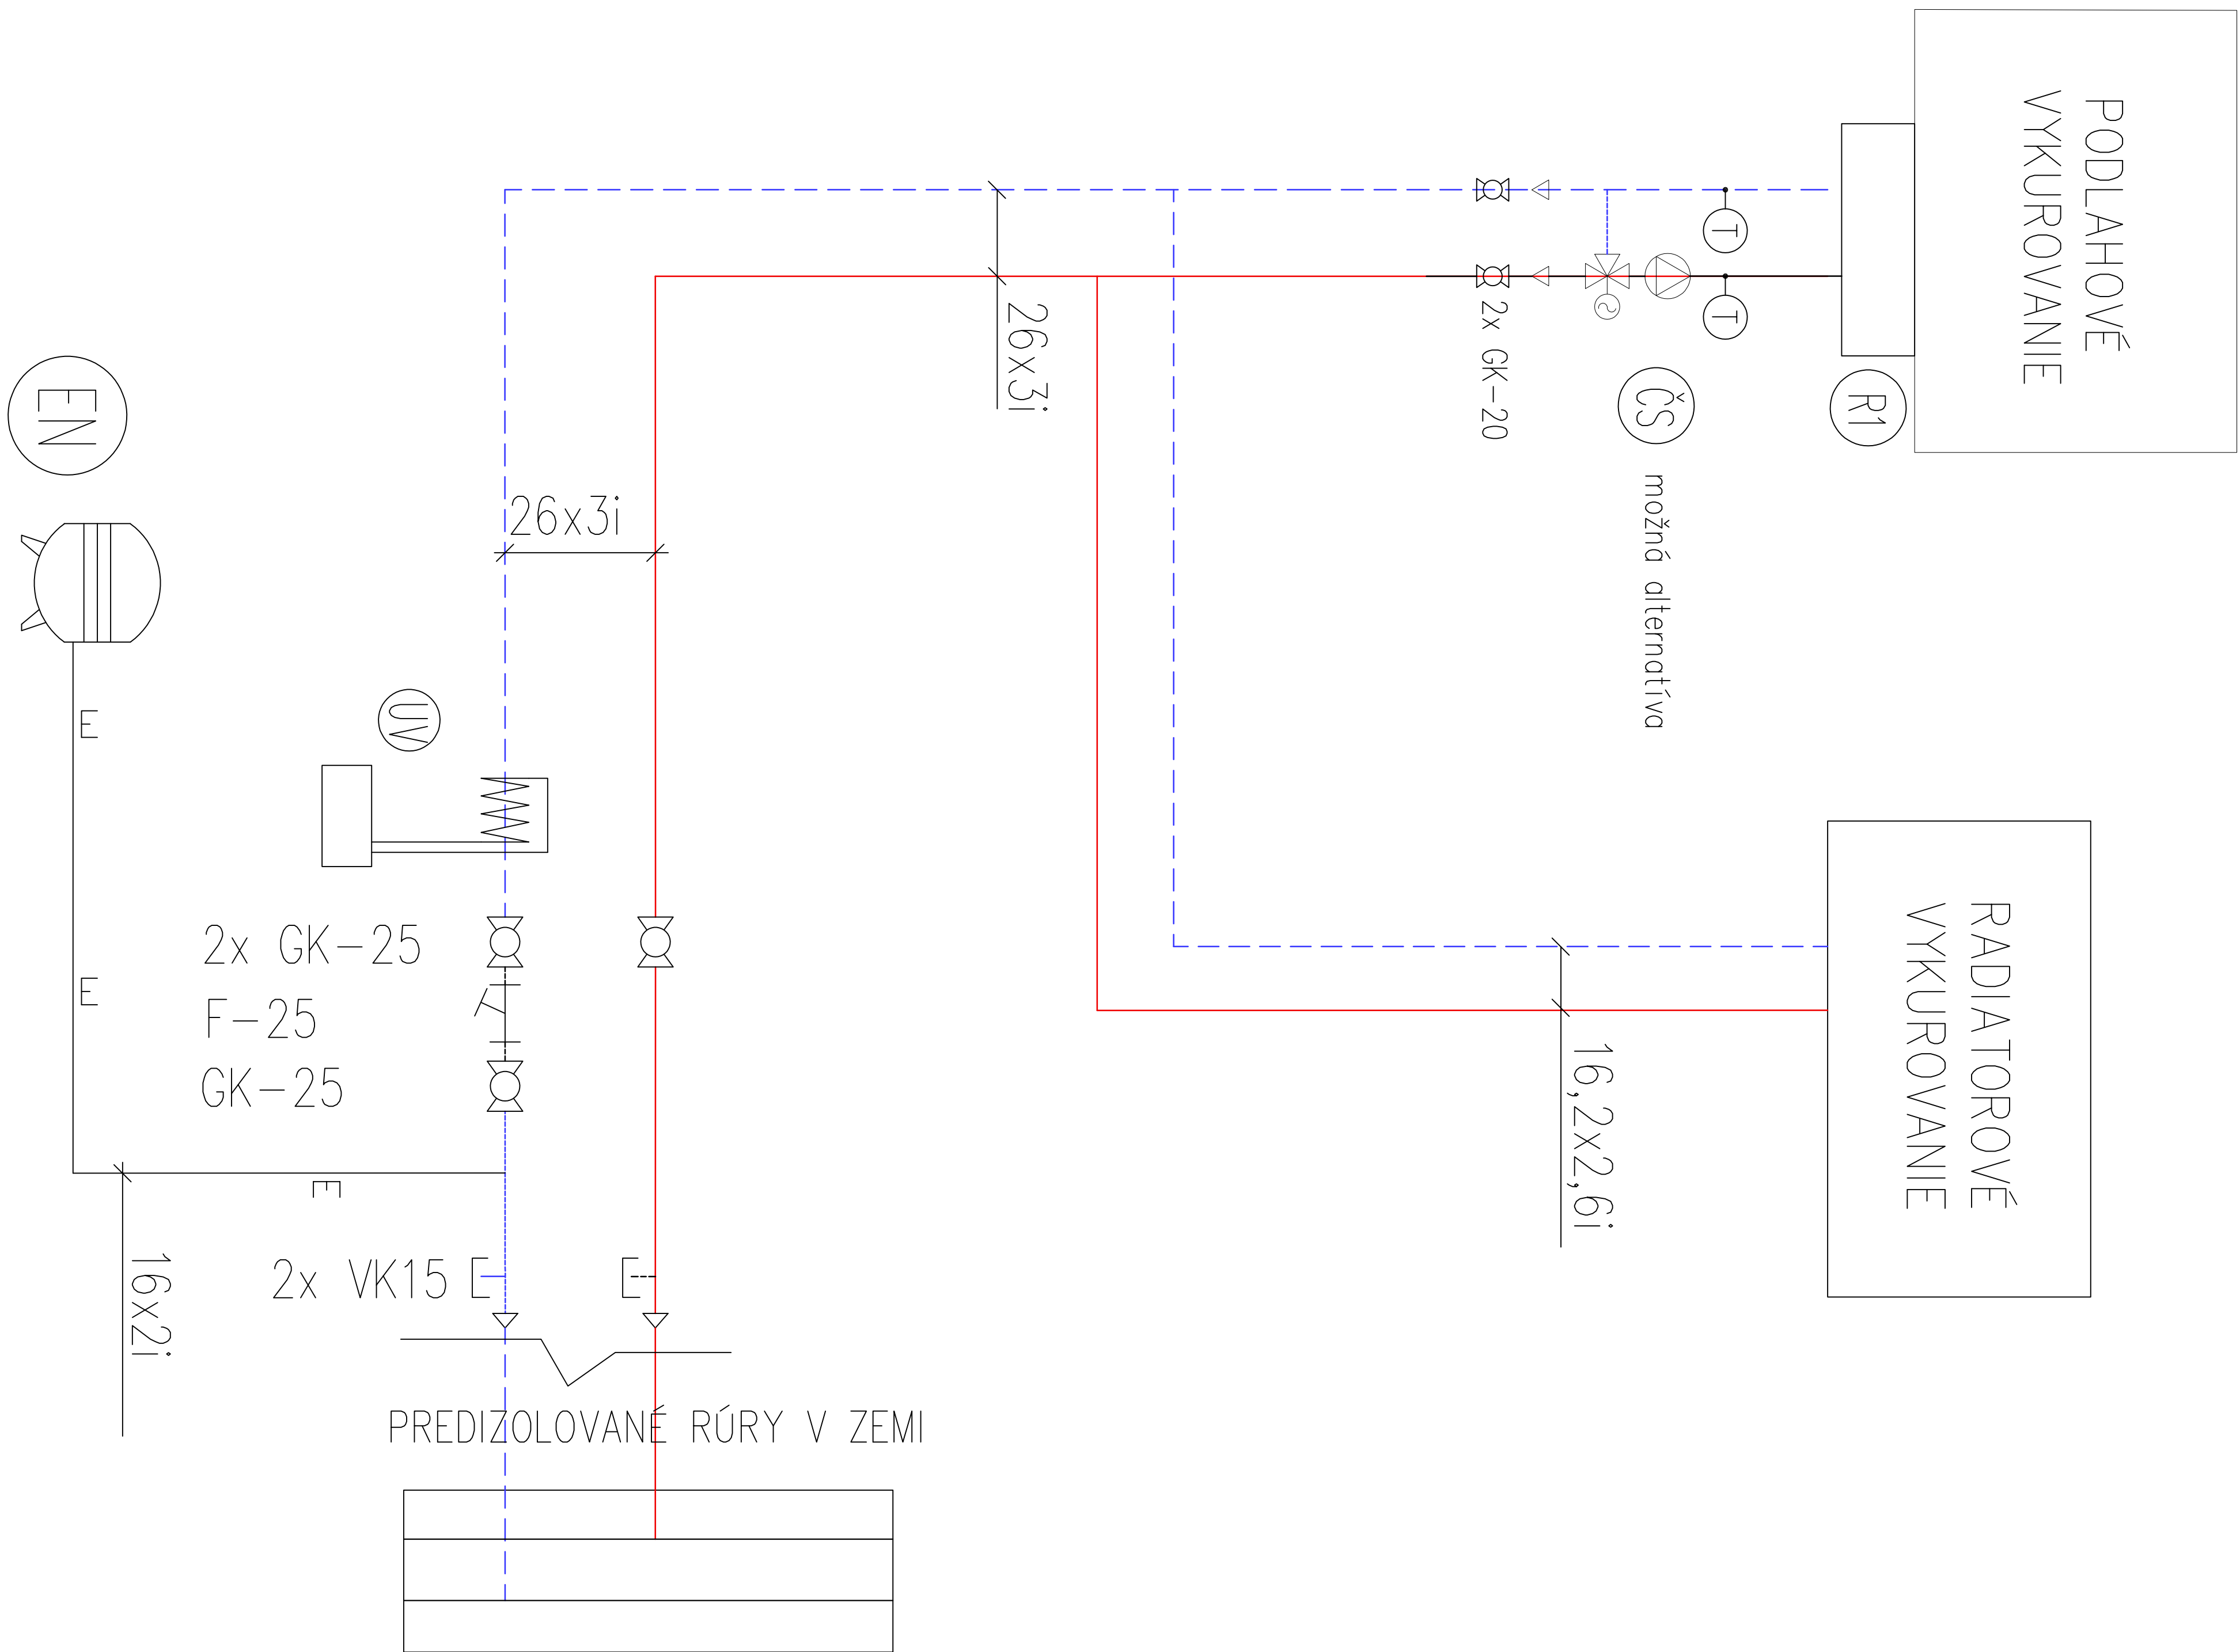 PODLAHOVÉ
VYKUROVANIE
T
T
2x GK-20
ČS
R1
možná alternatíva
26x3i
26x3i
EN
E
E
E
UV
2x GK-25
F-25
GK-25
16x2i
2x VK15
RADIATOROVÉ
VYKUROVANIE
16,2x2,6i
PREDIZOLOVANÉ RÚRY V ZEMI